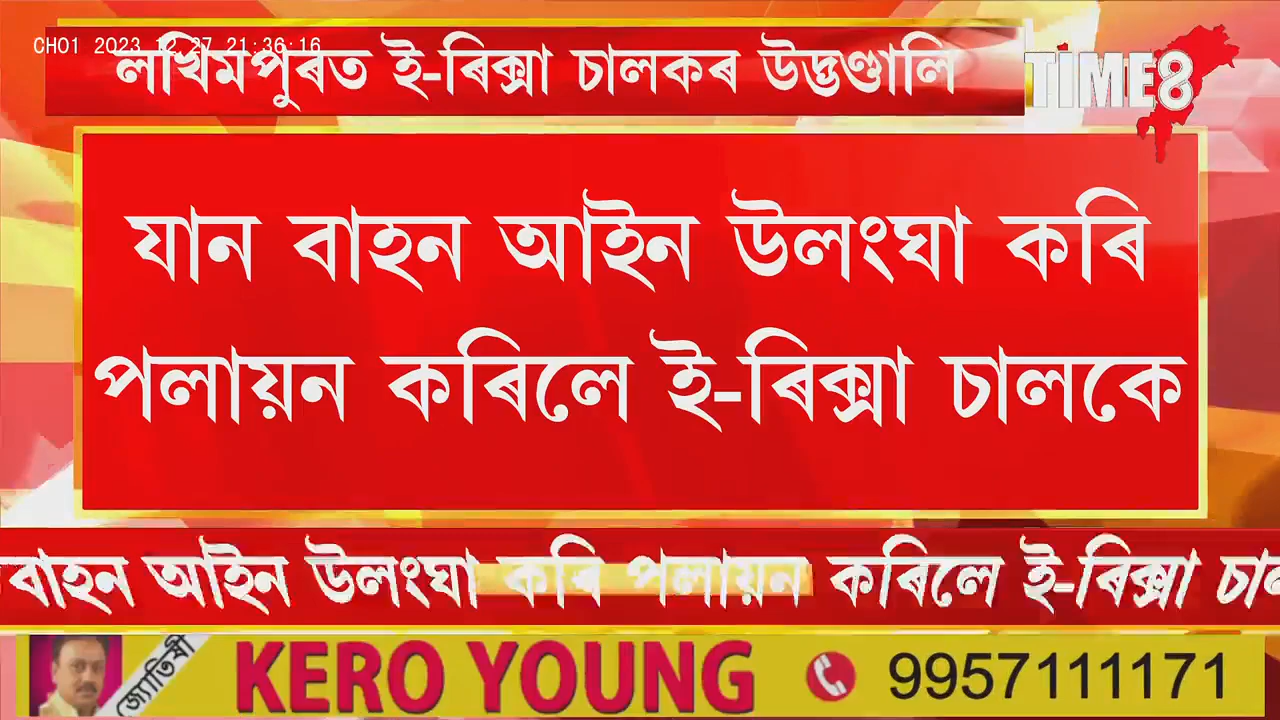 CH01 2023 12 27 21:36:16
লখিমপুৰত ই-ৰিক্সা চালকৰ উদ্ভণ্ডালি
TiME8
যান বাহন আইন উলংঘা কৰি
পলায়ন কৰিলে ই-ৰিক্সা চালকে
বাহন আইন উলংঘা কৰি পলায়ন কৰিলে ই-ৰিক্সা চাল
জ্যোতিষী
KERO YOUNG
9957111171